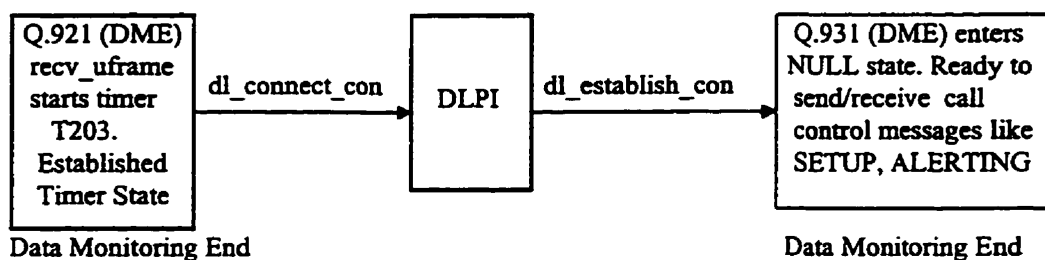 Q.921 (DME)
recv_uframe
starts timer
T203.
Established
Timer State
dl_connect_con
DLPI
dl_establish_con
Q.931 (DME) enters
NULL state. Ready to
send/receive call
control messages like
SETUP, ALERTING
Data Monitoring End
Data Monitoring End